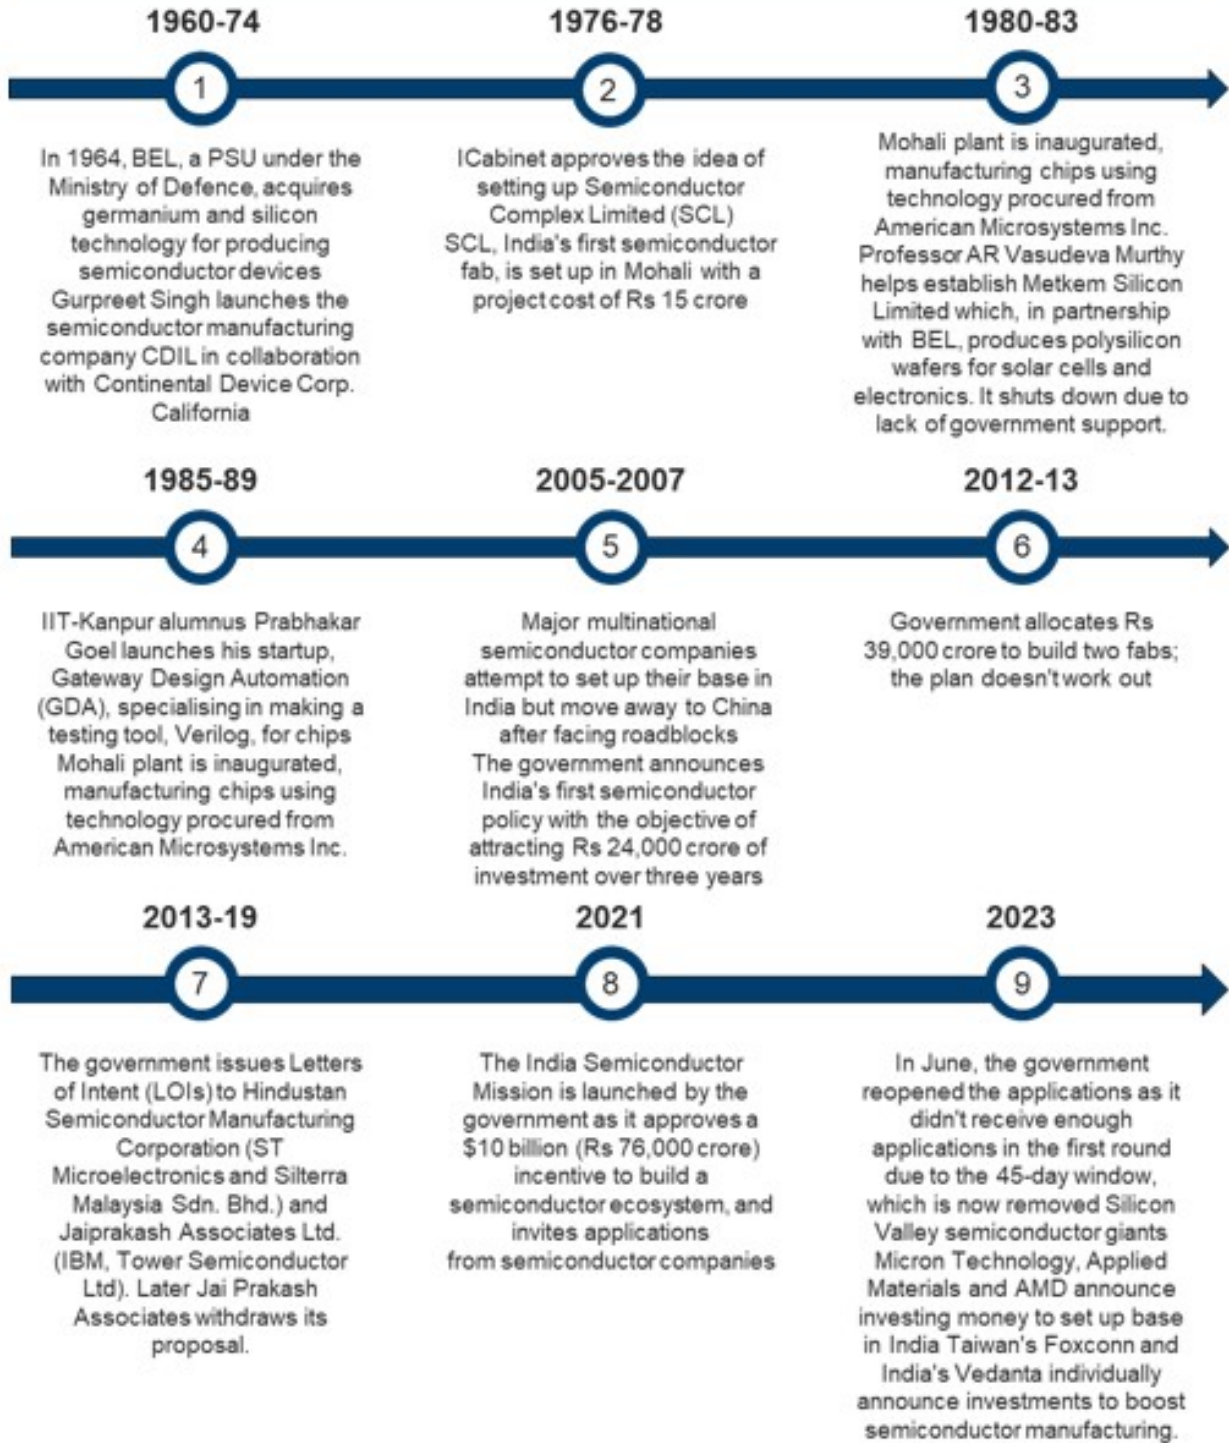 1960-74
1976-78
1980-83
1
2
3
In 1964, BEL, a PSU under the
Ministry of Defence, acquires
germanium and silicon
technology for producing
semiconductor devices
Gurpreet Singh launches the
semiconductor manufacturing
company CDIL in collaboration
with Continental Device Corp.
California
ICabinet approves the idea of
setting up Semiconductor
Complex Limited (SCL)
SCL, India's first semiconductor
fab, is set up in Mohali with a
project cost of Rs 15 crore
Mohali plant is inaugurated,
manufacturing chips using
technology procured from
American Microsystems Inc.
Professor AR Vasudeva Murthy
helps establish Metkem Silicon
Limited which, in partnership
with BEL, produces polysilicon
wafers for solar cells and
electronics. It shuts down due to
lack of government support.
1985-89
2005-2007
2012-13
4
5
6
IIT-Kanpur alumnus Prabhakar
Goel launches his startup,
Gateway Design Automation
(GDA), specialising in making a
testing tool, Verilog, for chips
Mohali plant is inaugurated,
manufacturing chips using
technology procured from
American Microsystems Inc.
Major multinational
semiconductor companies
attempt to set up their base in
India but move away to China
after facing roadblocks
The government announces
India's first semiconductor
policy with the objective of
attracting Rs 24,000 crore of
investment over three years
Government allocates Rs
39,000 crore to build two fabs;
the plan doesn't work out
2013-19
2021
2023
7
8
9
The government issues Letters
of Intent (LOIs) to Hindustan
Semiconductor Manufacturing
Corporation (ST
Microelectronics and Silterra
Malaysia Sdn. Bhd.) and
Jaiprakash Associates Ltd.
(IBM, Tower Semiconductor
Ltd). Later Jai Prakash
Associates withdraws its
proposal.
The India Semiconductor
Mission is launched by the
government as it approves a
$10 billion (Rs 76,000 crore)
incentive to build a
semiconductor ecosystem, and
invites applications
from semiconductor companies
In June, the government
reopened the applications as it
didn't receive enough
applications in the first round
due to the 45-day window,
which is now removed Silicon
Valley semiconductor giants
Micron Technology, Applied
Materials and AMD announce
investing money to set up base
in India Taiwan's Foxconn and
India's Vedanta individually
announce investments to boost
semiconductor manufacturing.